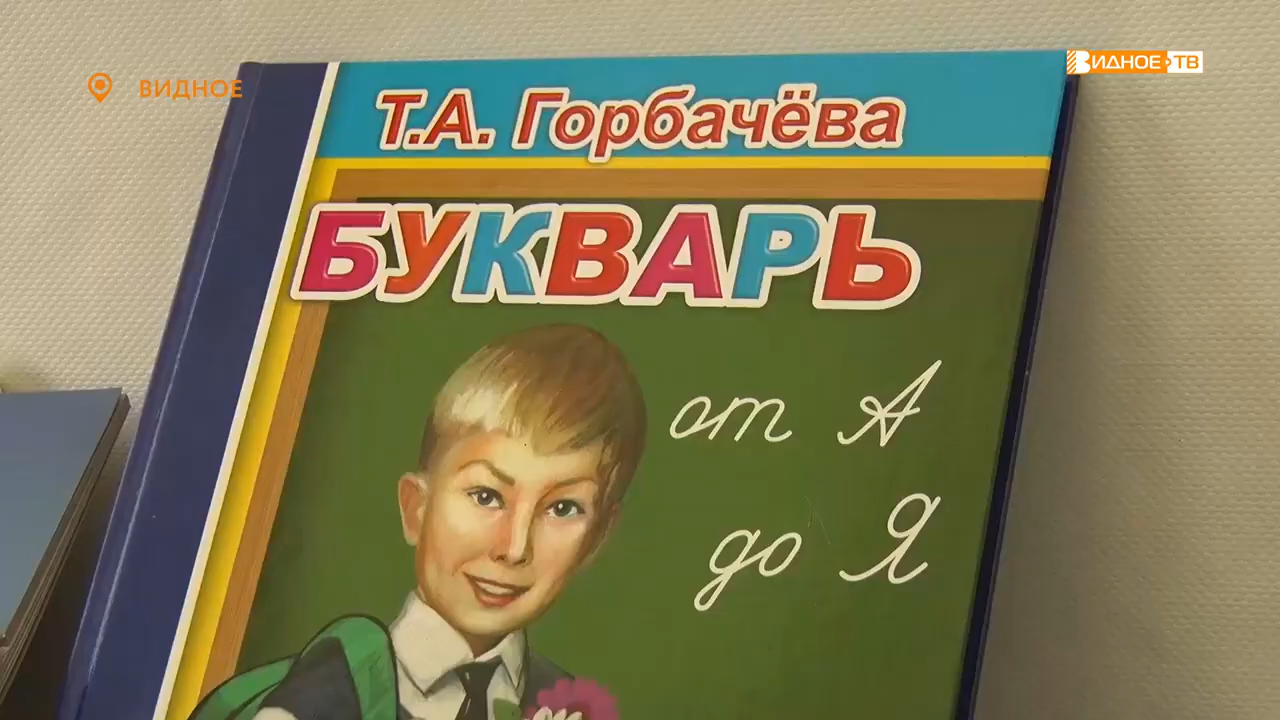 ВИДНОЕ
ВИДНОЕ ТВ
Т.А. Горбачёва
БУКВАРЬ
от А
до Я